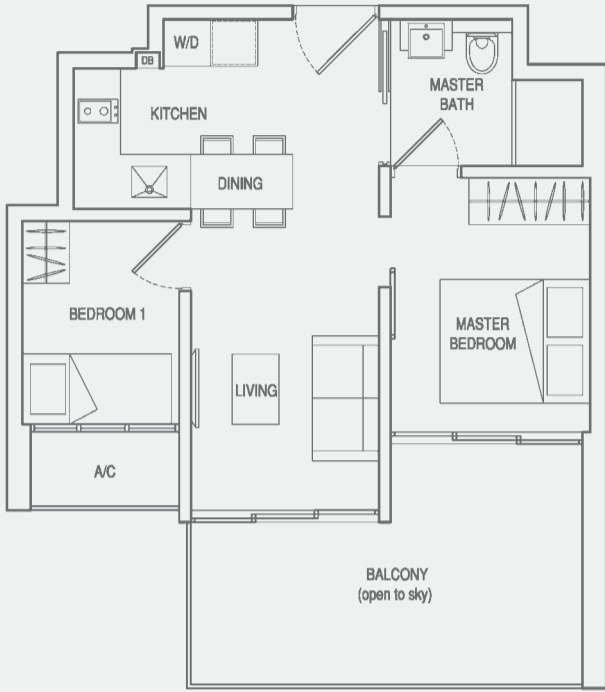 W/D
DB
KITCHEN
MASTER
BATH
DINING
BEDROOM 1
MASTER
BEDROOM
LIVING
A/C
BALCONY
(open to sky)